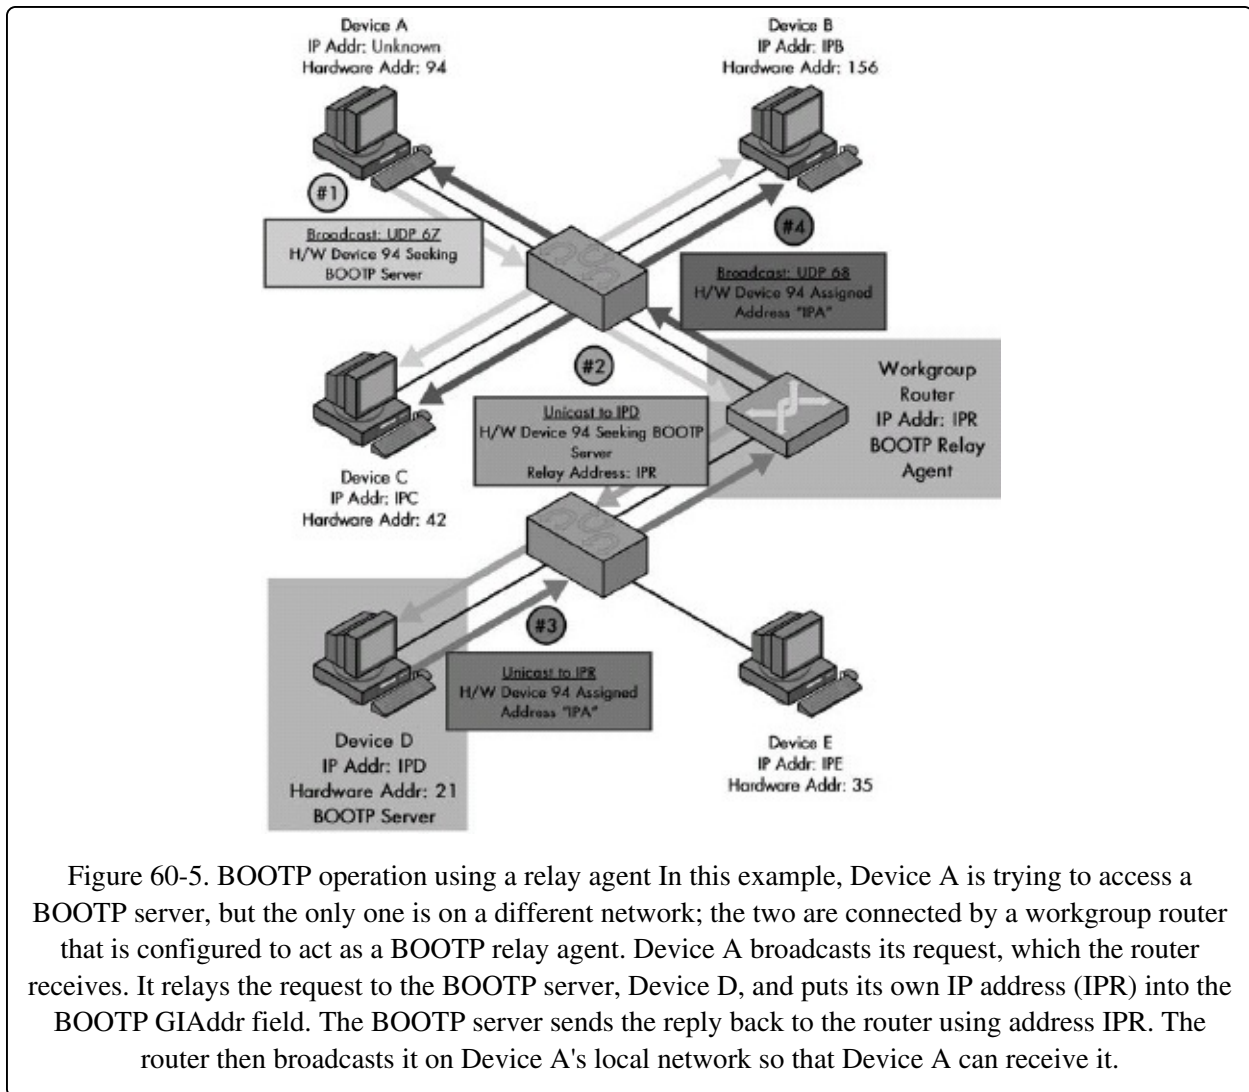 Device A
IP Addr: Unknown
Hardware Addr: 94
Device B
IP Addr: IPB
Hardware Addr: 156
#1
Broadcast: UDP 67
H/W Device 94 Seeking
BOOTP Server
#4
Broadcast: UDP 68
H/W Device 94 Assigned
Address "IPA"
#2
Unicast to IPD
H/W Device 94 Seeking BOOTP
Server
Relay Address: IPR
Workgroup
Router
IP Addr: IPR
BOOTP Relay
Agent
Device C
IP Addr: IPC
Hardware Addr: 42
#3
Unicast to IPR
H/W Device 94 Assigned
Address "IPA"
Device D
IP Addr: IPD
Hardware Addr: 21
BOOTP Server
Device E
IP Addr: IPE
Hardware Addr: 35
Figure 60-5. BOOTP operation using a relay agent In this example, Device A is trying to access a
BOOTP server, but the only one is on a different network; the two are connected by a workgroup router
that is configured to act as a BOOTP relay agent. Device A broadcasts its request, which the router
receives. It relays the request to the BOOTP server, Device D, and puts its own IP address (IPR) into the
BOOTP GIAddr field. The BOOTP server sends the reply back to the router using address IPR. The
router then broadcasts it on Device A's local network so that Device A can receive it.